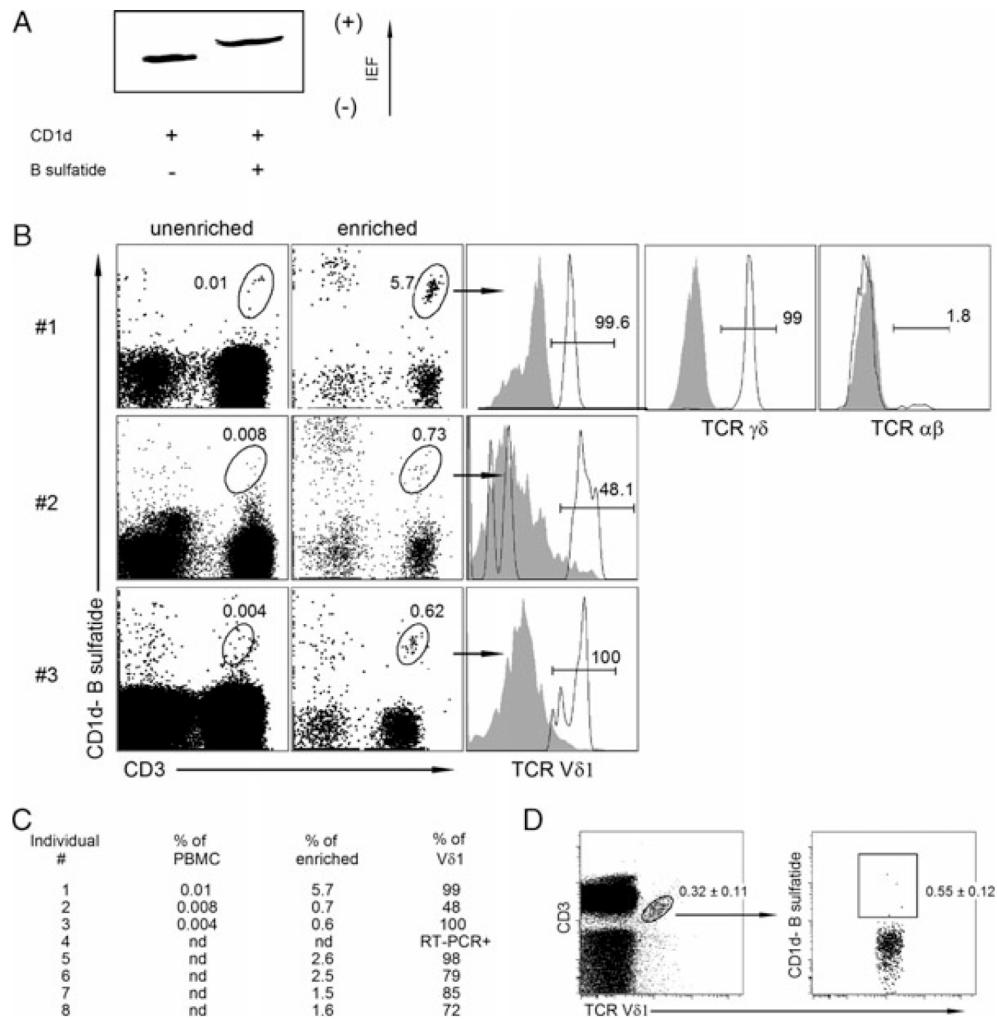 A
(+)
(-)
IEF
CD1d + +
B sulfatide - +
B
unenriched enriched
#1
0.01
5.7
99.6
99
1.8
TCR γδ
TCR αβ
#2
0.008
0.73
48.1
#3
0.004
0.62
100
CD1d- B sulfatide
CD3
TCR Vδ1
C
Individual # % of PBMC % of enriched % of Vδ1
1 0.01 5.7 99
2 0.008 0.7 48
3 0.004 0.6 100
4 nd nd RT-PCR+
5 nd 2.6 98
6 nd 2.5 79
7 nd 1.5 85
8 nd 1.6 72
D
CD3
0.32 ± 0.11
CD1d- B sulfatide
0.55 ± 0.12
TCR Vδ1